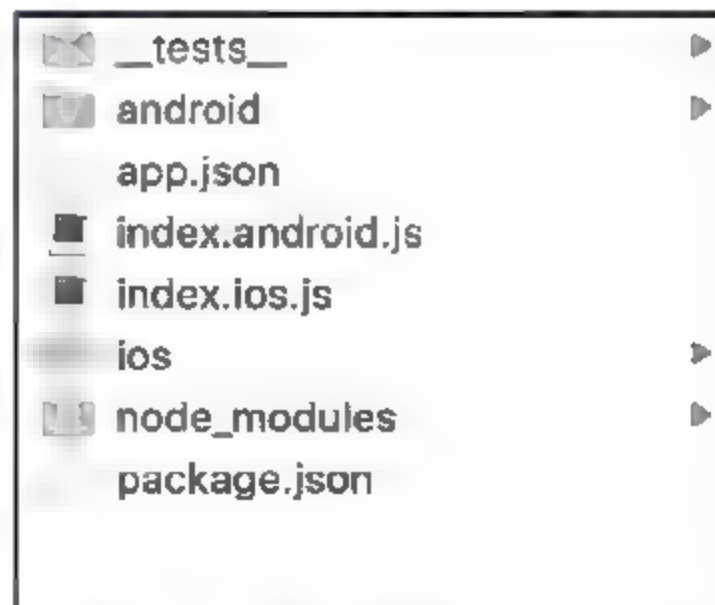 __tests__
android
app.json
index.android.js
index.ios.js
ios
node_modules
package.json